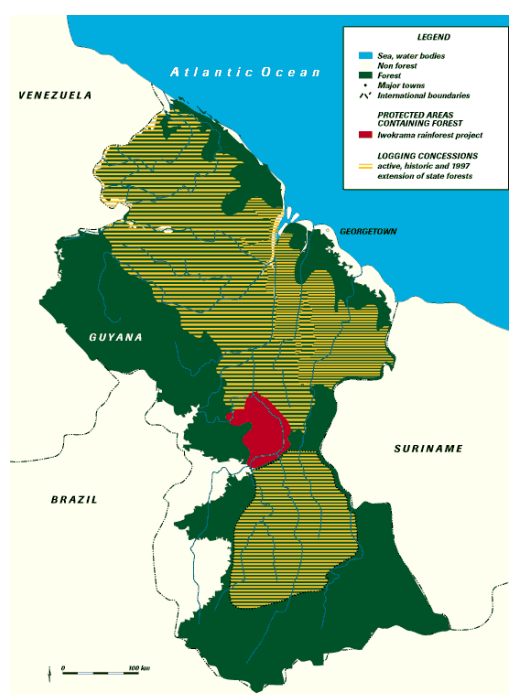 LEGEND
Sea, water bodies
Non forest
Forest
Major towns
International boundaries
PROTECTED AREAS
CONTAINING FOREST
Iwokrama rainforest project
LOGGING CONCESSIONS
active, historic and 1997
extension of state forests
Atlantic Ocean
VENEZUELA
GEORGETOWN
GUYANA
SURINAME
BRAZIL
0 100 km